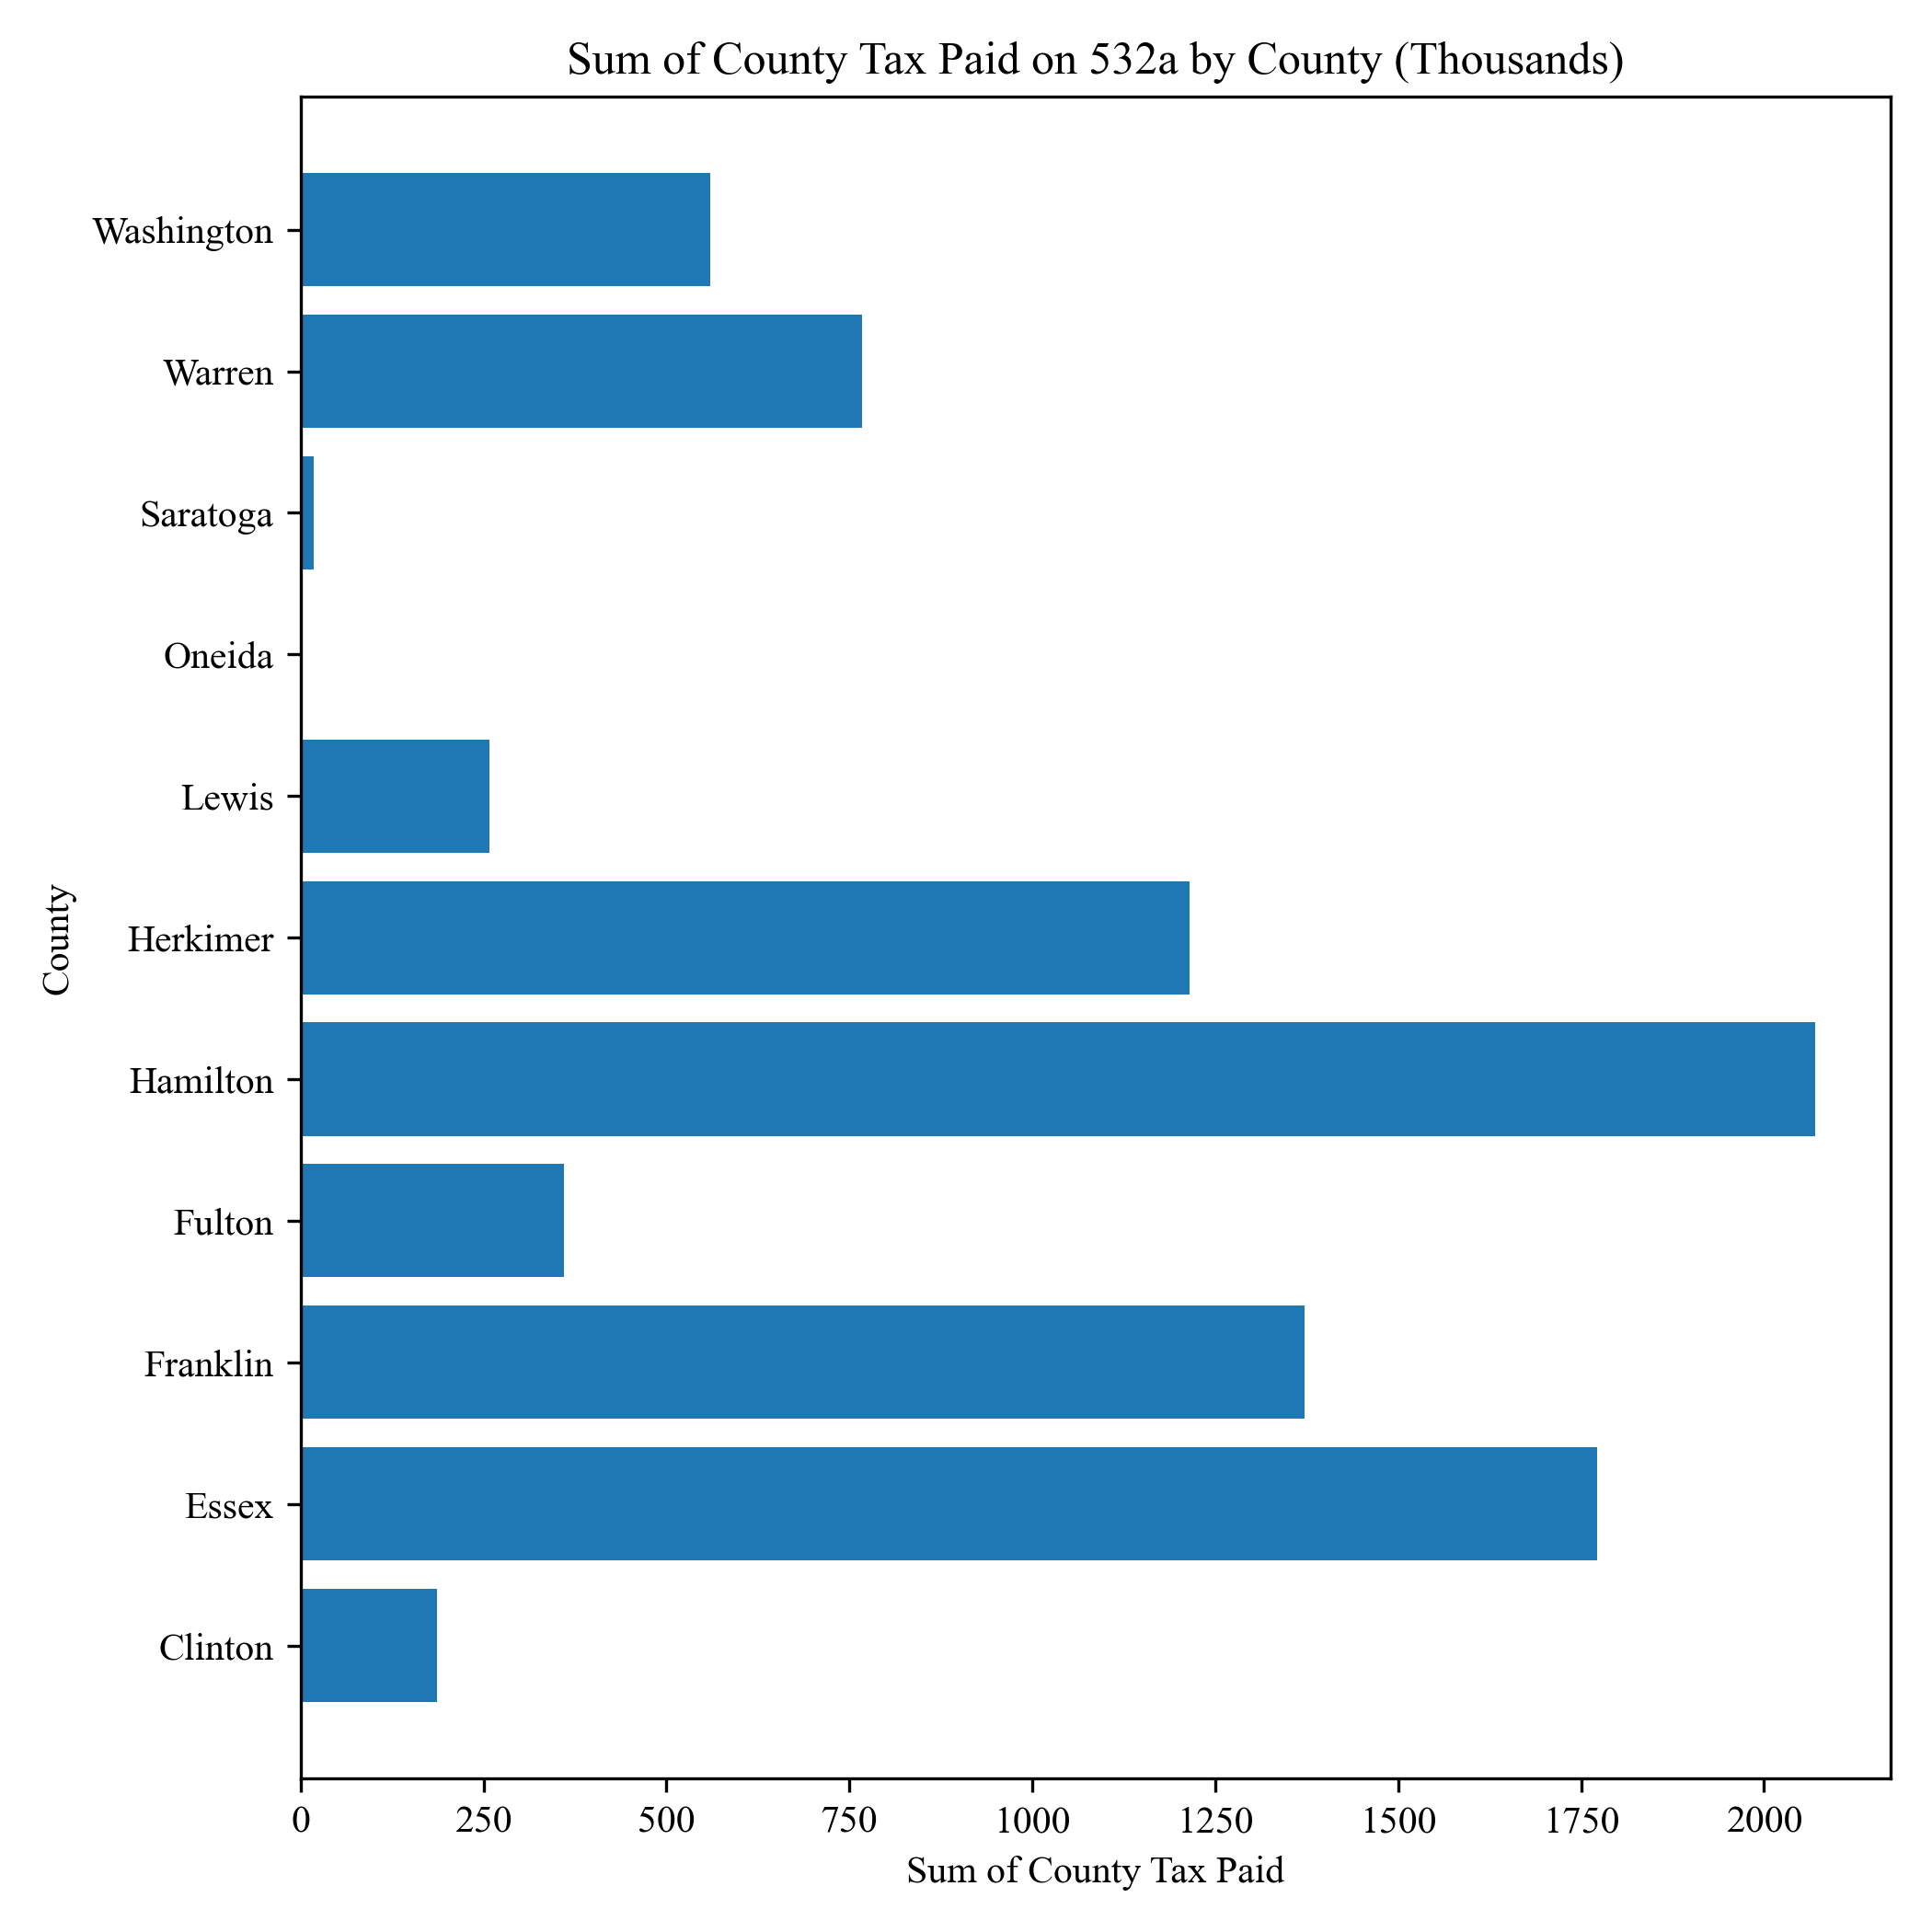 Sum of County Tax Paid on 532a by County (Thousands)
Washington
Warren
Saratoga
Oneida
Lewis
Herkimer
Hamilton
Fulton
Franklin
Essex
Clinton
County
0 250 500 750 1000 1250 1500 1750 2000
Sum of County Tax Paid